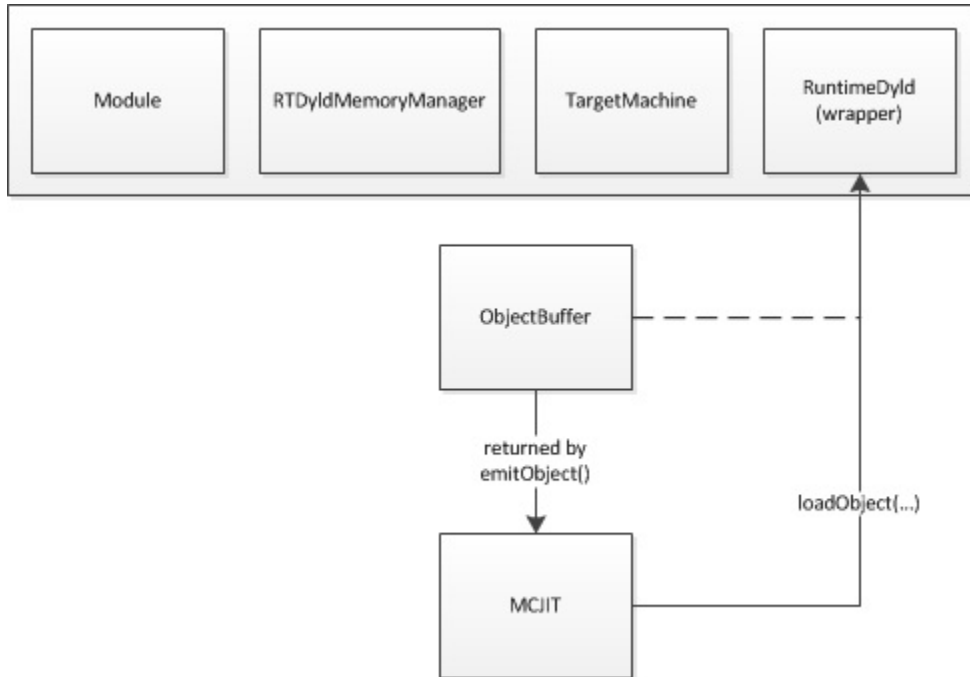 Module
RTDyldMemoryManager
TargetMachine
RuntimeDyld
(wrapper)
ObjectBuffer
returned by
emitObject()
loadObject(...)
MCJIT